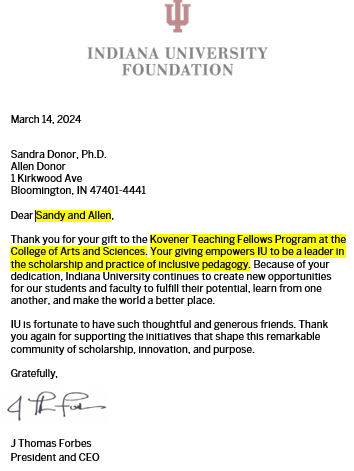 INDIANA UNIVERSITY
FOUNDATION
March 14, 2024
Sandra Donor, Ph.D.
Allen Donor
1 Kirkwood Ave
Bloomington, IN 47401-4441
Dear Sandy and Allen,
Thank you for your gift to the Kovener Teaching Fellows Program at the
College of Arts and Sciences. Your giving empowers IU to be a leader in
the scholarship and practice of inclusive pedagogy. Because of your
dedication, Indiana University continues to create new opportunities
for our students and faculty to fulfill their potential, learn from one
another, and make the world a better place.
IU is fortunate to have such thoughtful and generous friends. Thank
you again for supporting the initiatives that shape this remarkable
community of scholarship, innovation, and purpose.
Gratefully,
J Thomas Forbes
President and CEO